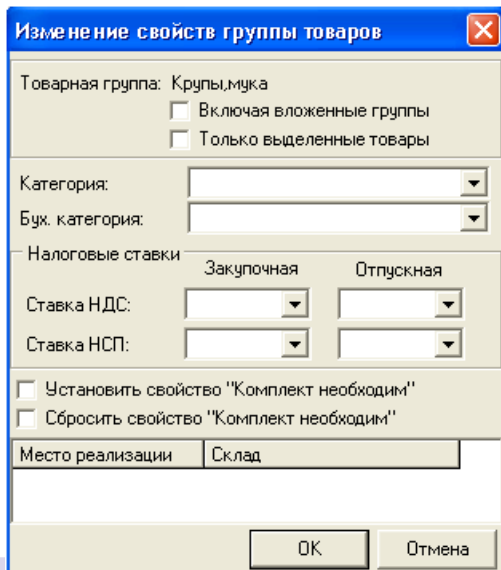 Изменение свойств группы товаров
Товарная группа: Крупы,мука
Включая вложенные группы
Только выделенные товары
Категория:
Бух. категория:
Налоговые ставки
Закупочная Отпускная
Ставка НДС:
Ставка НСП:
Установить свойство "Комплект необходим"
Сбросить свойство "Комплект необходим"
Место реализации Склад
OK Отмена